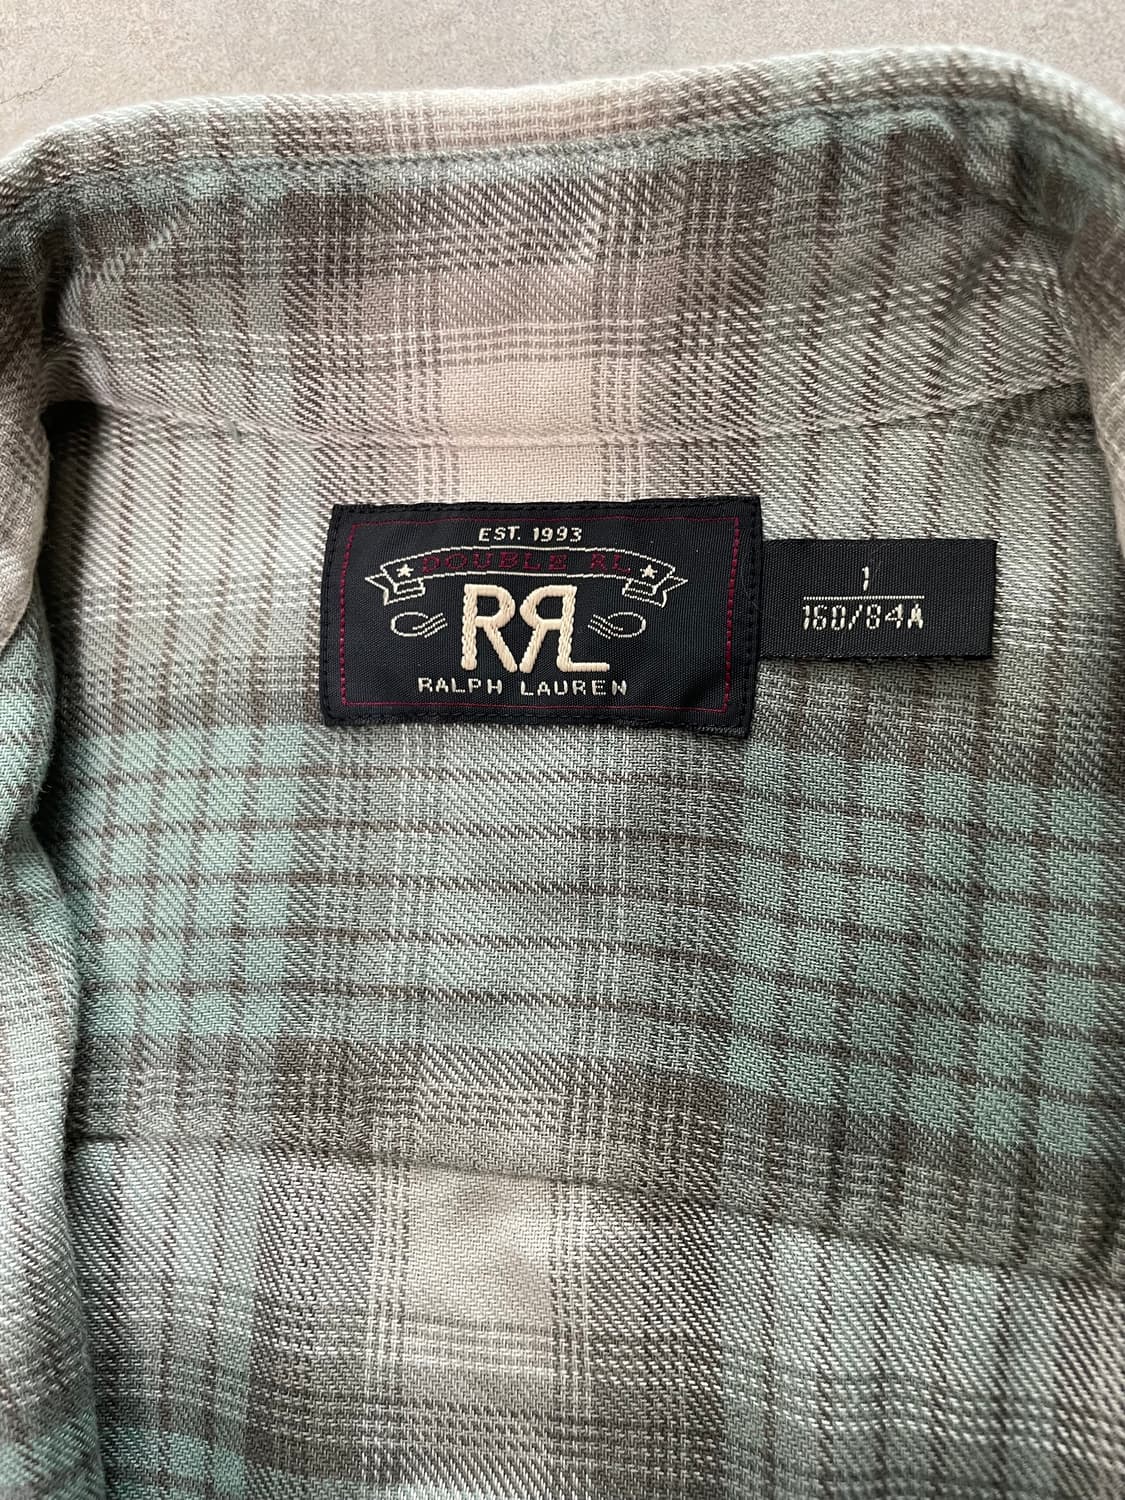 EST. 1993
DOUBLE RL
RRL
RALPH LAUREN
1
160/84A